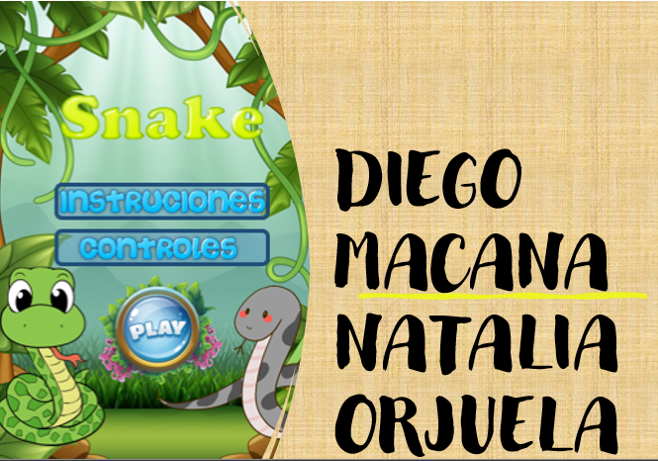 Snake
Instruciones
Controles
PLAY
DIEGO
MACANA
NATALIA
ORJUELA